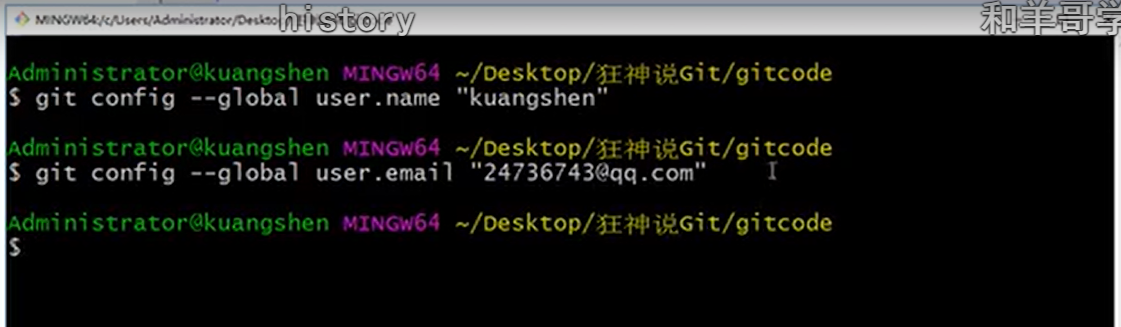 history
和羊哥学
MINGW64:/c/Users/Administrator/Desktop
Administrator@kuangshen MINGW64 ~/Desktop/狂神说Git/gitcode
$ git config --global user.name "kuangshen"
Administrator@kuangshen MINGW64 ~/Desktop/狂神说Git/gitcode
$ git config --global user.email "24736743@qq.com"
Administrator@kuangshen MINGW64 ~/Desktop/狂神说Git/gitcode
$